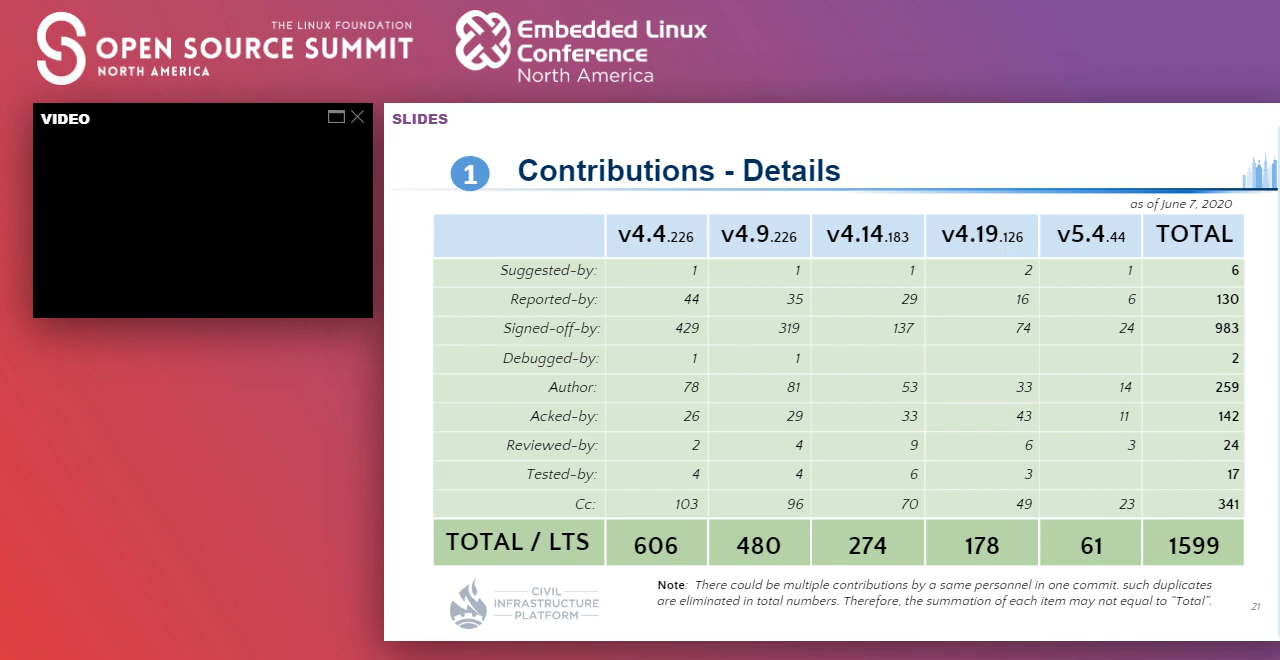 THE LINUX FOUNDATION
OPEN SOURCE SUMMIT
NORTH AMERICA
Embedded Linux
Conference
North America
VIDEO
SLIDES
1 Contributions - Details
as of June 7, 2020
v4.4.226 v4.9.226 v4.14.183 v4.19.126 v5.4.44 TOTAL
Suggested-by: 1 1 1 2 1 6
Reported-by: 44 35 29 16 6 130
Signed-off-by: 429 319 137 74 24 983
Debugged-by: 1 1 2
Author: 78 81 53 33 14 259
Acked-by: 26 29 33 43 11 142
Reviewed-by: 2 4 9 6 3 24
Tested-by: 4 4 6 3 17
Cc: 103 96 70 49 23 341
TOTAL / LTS 606 480 274 178 61 1599
CIVIL
INFRASTRUCTURE
PLATFORM
Note: There could be multiple contributions by a same personnel in one commit. such duplicates
are eliminated in total numbers. Therefore, the summation of each item may not equal to "Total".
21